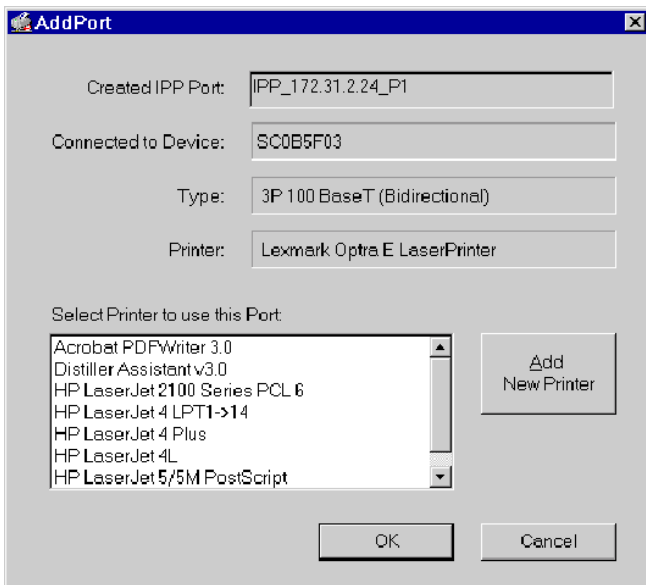 AddPort
Created IPP Port: IPP_172.31.2.24_P1
Connected to Device: SC0B5F03
Type: 3P 100 BaseT (Bidirectional)
Printer: Lexmark Optra E LaserPrinter
Select Printer to use this Port:
Acrobat PDFWriter 3.0
Distiller Assistant v3.0
HP LaserJet 2100 Series PCL 6
HP LaserJet 4 LPT1->14
HP LaserJet 4 Plus
HP LaserJet 4L
HP LaserJet 5/5M PostScript
Add
New Printer
OK Cancel